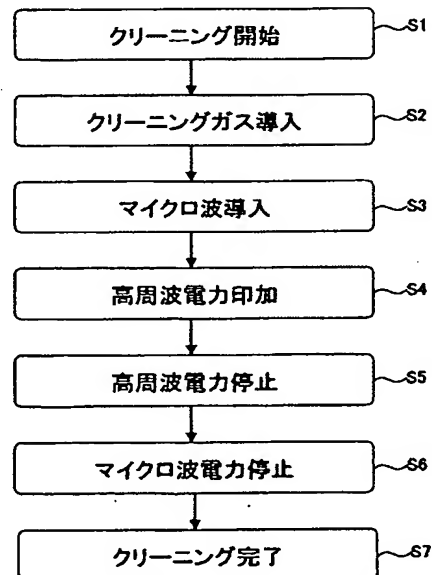 クリーニング開始 S1
クリーニングガス導入 S2
マイクロ波導入 S3
高周波電力印加 S4
高周波電力停止 S5
マイクロ波電力停止 S6
クリーニング完了 S7